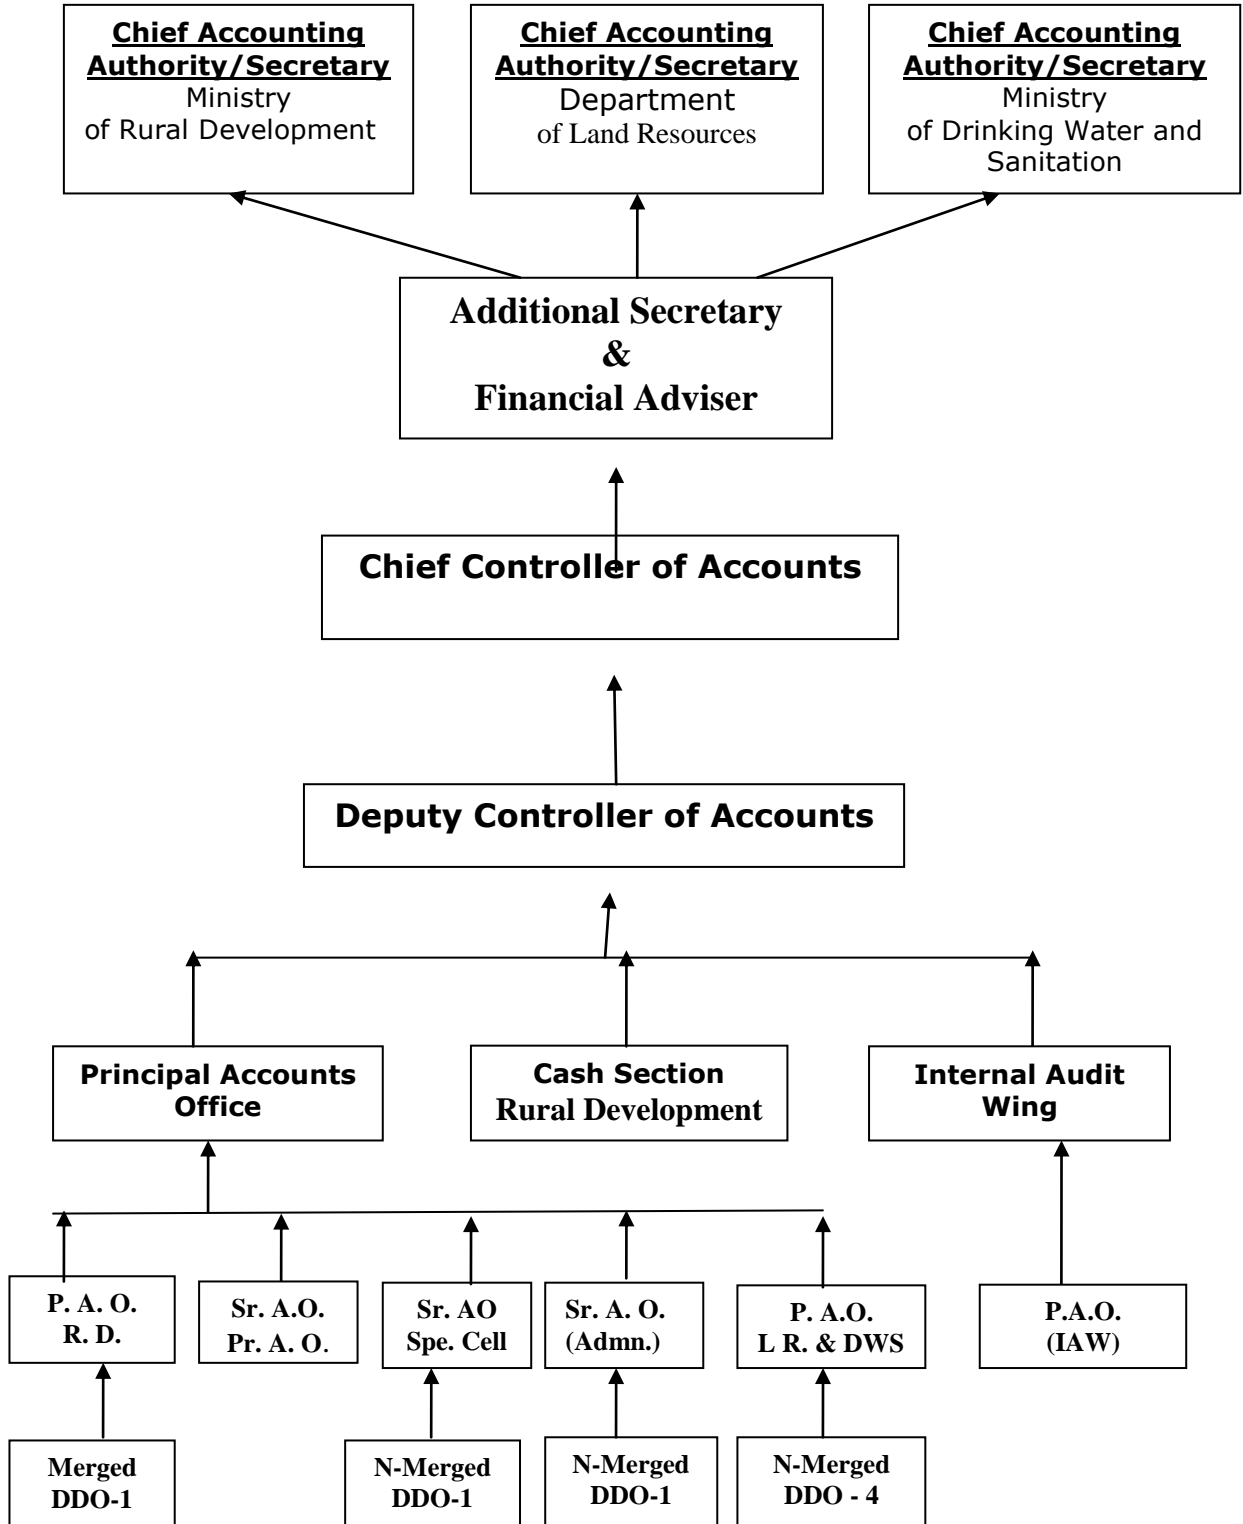 Chief Accounting
Authority/Secretary
Ministry
of Rural Development
Chief Accounting
Authority/Secretary
Department
of Land Resources
Chief Accounting
Authority/Secretary
Ministry
of Drinking Water and
Sanitation
Additional Secretary
&
Financial Adviser
Chief Controller of Accounts
Deputy Controller of Accounts
Principal Accounts
Office
Cash Section
Rural Development
Internal Audit
Wing
P. A. O.
R. D.
Sr. A.O.
Pr. A. O.
Sr. AO
Spe. Cell
Sr. A. O.
(Admn.)
P. A.O.
L R. & DWS
P.A.O.
(IAW)
Merged
DDO-1
N-Merged
DDO-1
N-Merged
DDO-1
N-Merged
DDO - 4